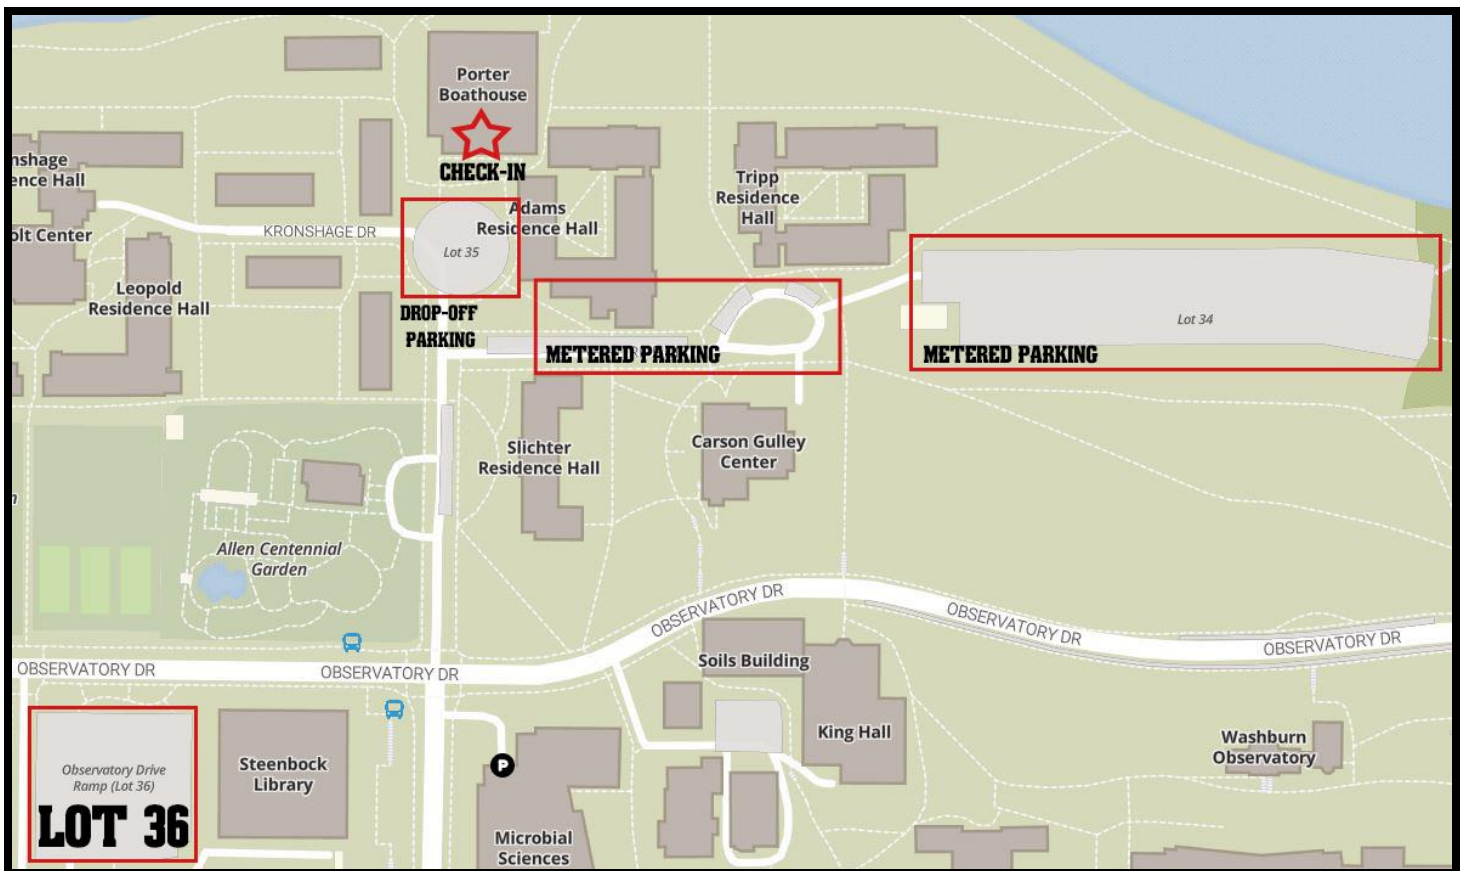 Porter
Boathouse
CHECK-IN
nshage
ence Hall
olt Center
KRONSHAGE DR
Lot 35
Adams
Residence Hall
Tripp
Residence
Hall
Leopold
Residence Hall
DROP-OFF
PARKING
METERED PARKING
Lot 34
METERED PARKING
Slichter
Residence Hall
Carson Gulley
Center
Allen Centennial
Garden
OBSERVATORY DR
OBSERVATORY DR
OBSERVATORY DR
OBSERVATORY DR
OBSERVATORY DR
Soils Building
King Hall
Washburn
Observatory
Observatory Drive
Ramp (Lot 36)
LOT 36
Steenbock
Library
P
Microbial
Sciences